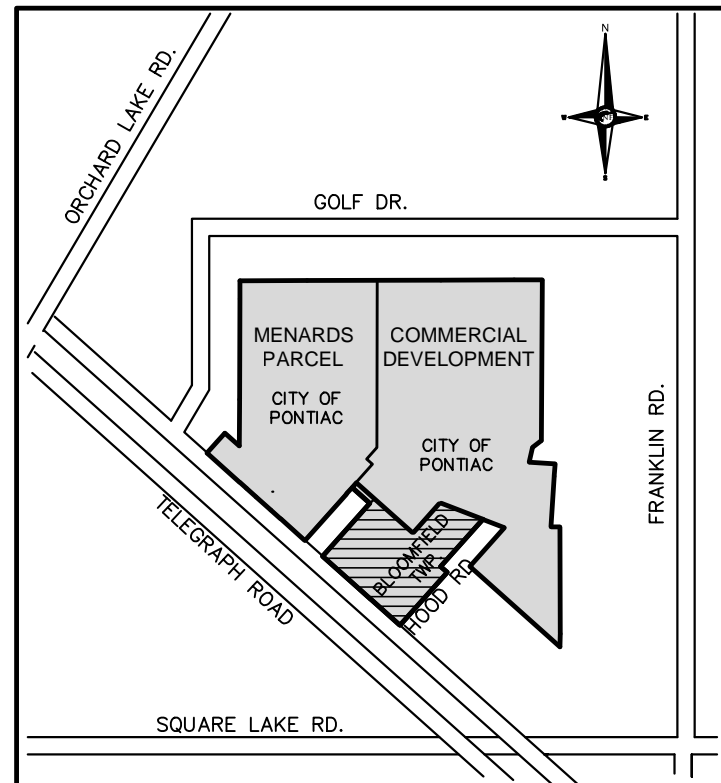 ORCHARD LAKE RD.
N
W
E
S
GOLF DR.
MENARDS
PARCEL
CITY OF
PONTIAC
COMMERCIAL
DEVELOPMENT
CITY OF
PONTIAC
FRANKLIN RD.
TELEGRAPH ROAD
BLOOMFIELD
TWP.
HOOD RD
SQUARE LAKE RD.